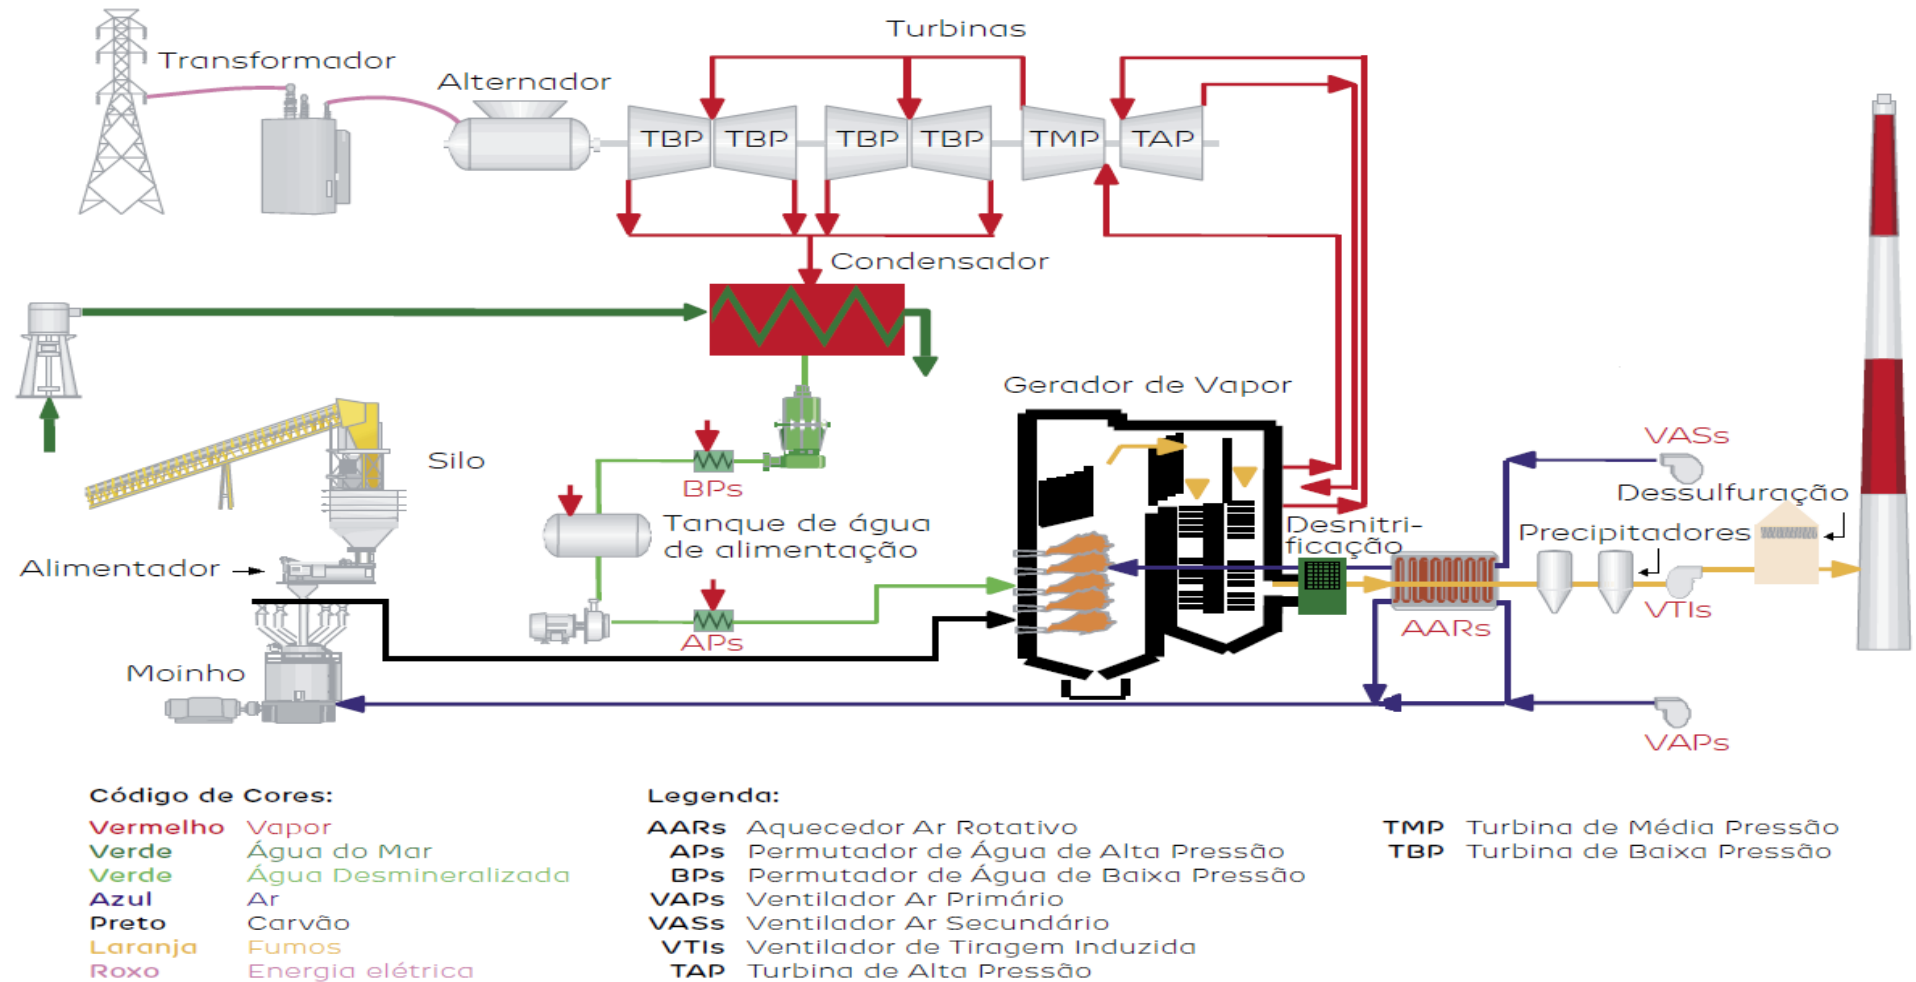 Turbinas
Transformador
Alternador
TBP TBP TBP TBP TMP TAP
Condensador
Gerador de Vapor
VASs
Silo
BPs
Dessulfuração
Tanque de água
de alimentação
Desnitri-
ficação
Precipitadores
Alimentador
VTIs
AARs
APs
Moinho
VAPs
Código de Cores:
Vermelho Vapor
Verde Água do Mar
Verde Água Desmineralizada
Azul Ar
Preto Carvão
Laranja Fumos
Roxo Energia elétrica
Legenda:
AARs Aquecedor Ar Rotativo
APs Permutador de Água de Alta Pressão
BPs Permutador de Água de Baixa Pressão
VAPs Ventilador Ar Primário
VASs Ventilador Ar Secundário
VTIs Ventilador de Tiragem Induzida
TAP Turbina de Alta Pressão
TMP Turbina de Média Pressão
TBP Turbina de Baixa Pressão